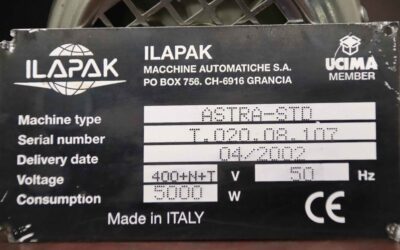 ILAPAK
ILAPAK
MACCHINE AUTOMATICHE S.A.
PO BOX 756. CH-6916 GRANCIA
UCIMA
MEMBER
Machine type ASTRA-STD
Serial number T.020.08.107
Delivery date 04/2002
Voltage 400+N+T V 50 Hz
Consumption 5000 W
Made in ITALY CE